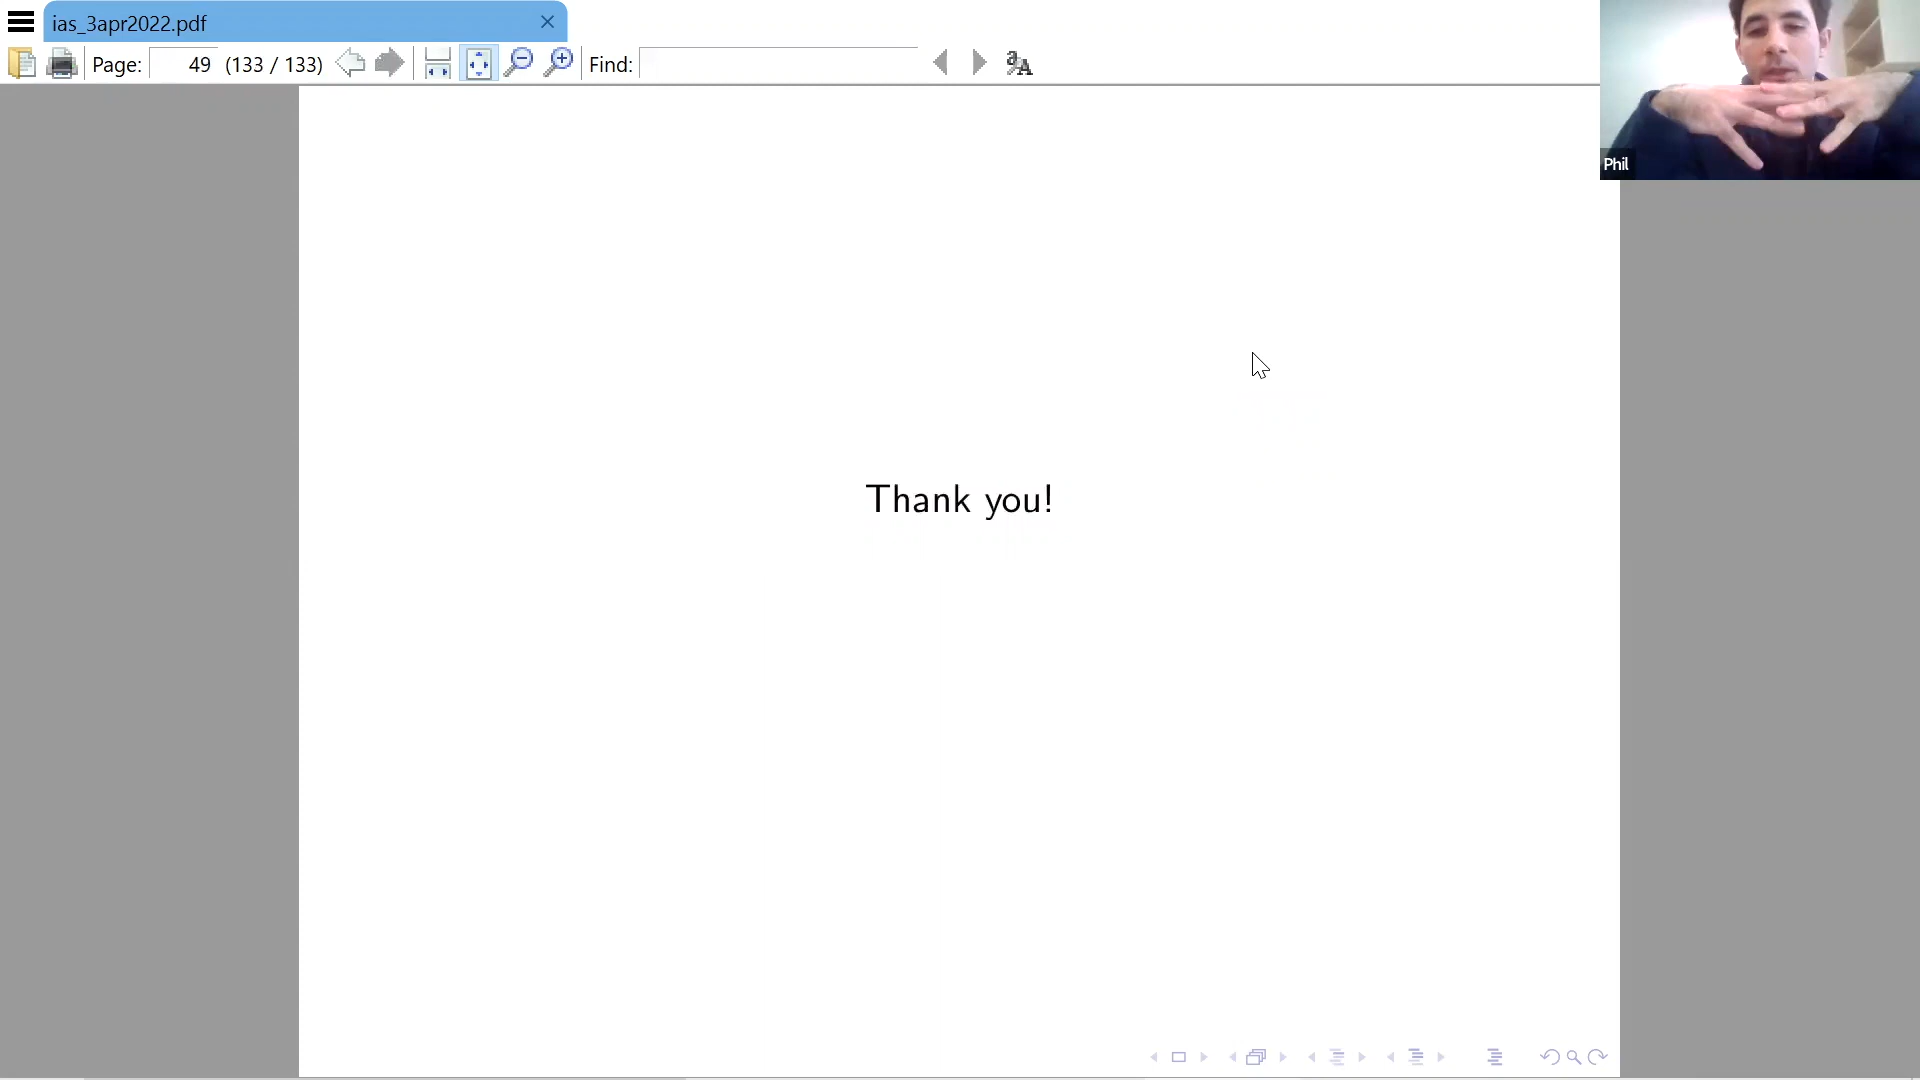 ias_3apr2022.pdf
Page: 49 (133 / 133) Find:
Phil
Thank you!